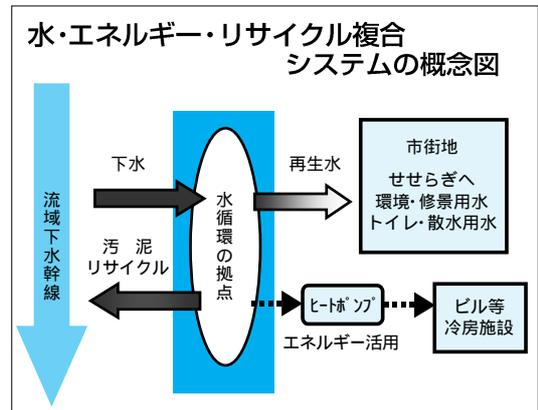 水・エネルギー・リサイクル複合
システムの概念図
流域下水幹線
下水
汚　泥
リサイクル
水循環の拠点
再生水
市街地
せせらぎへ
環境・修景用水
トイレ・散水用水
ﾋｰﾄﾎﾟﾝﾌﾟ
エネルギー活用
ビル等
冷房施設